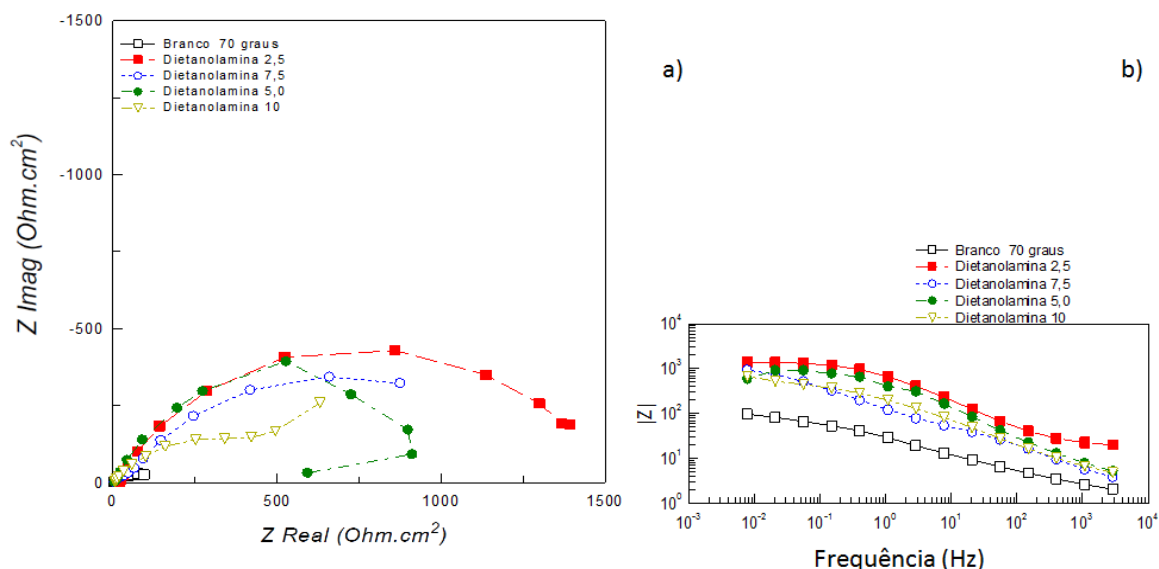 -1500
-1000
-500
0
Z Imag (Ohm.cm²)
Branco 70 graus
Dietanolamina 2,5
Dietanolamina 7,5
Dietanolamina 5,0
Dietanolamina 10
0 500 1000 1500
Z Real (Ohm.cm²)
a) b)
Branco 70 graus
Dietanolamina 2,5
Dietanolamina 7,5
Dietanolamina 5,0
Dietanolamina 10
10⁴
10³
10²
10¹
10⁰
|Z|
10⁻³ 10⁻² 10⁻¹ 10⁰ 10¹ 10² 10³ 10⁴
Frequência (Hz)